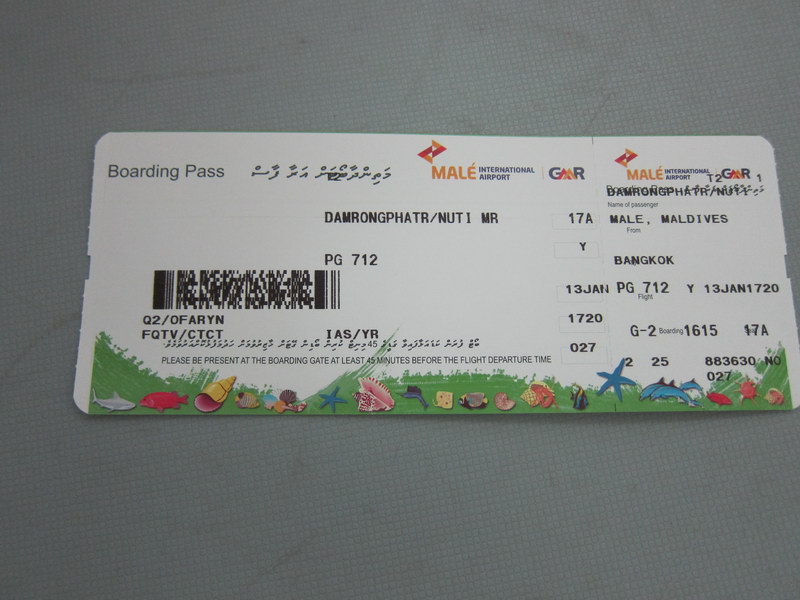 Boarding Pass
MALÉ INTERNATIONAL AIRPORT GMR
DAMRONGPHATR/NUTI MR 17A
Y
PG 712
13JAN
Q2/OFARYN 1720
FQTV/CTCT IAS/YR
027
PLEASE BE PRESENT AT THE BOARDING GATE AT LEAST 45 MINUTES BEFORE THE FLIGHT DEPARTURE TIME
MALÉ INTERNATIONAL AIRPORT GMR
T2 1
DAMRONGPHATR/NUTI
Name of passenger
MALE, MALDIVES
From
BANGKOK
PG 712 Y 13JAN1720
Flight
G-2 Boarding 1615 17A
2 25 883630 NO
027